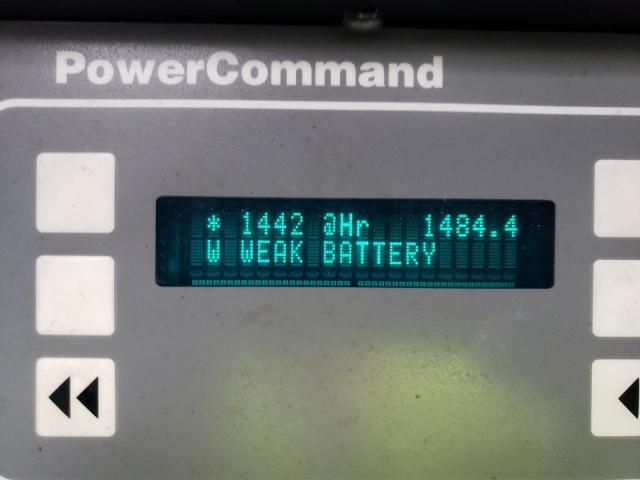 PowerCommand
* 1442 @Hr 1484.4
W WEAK BATTERY